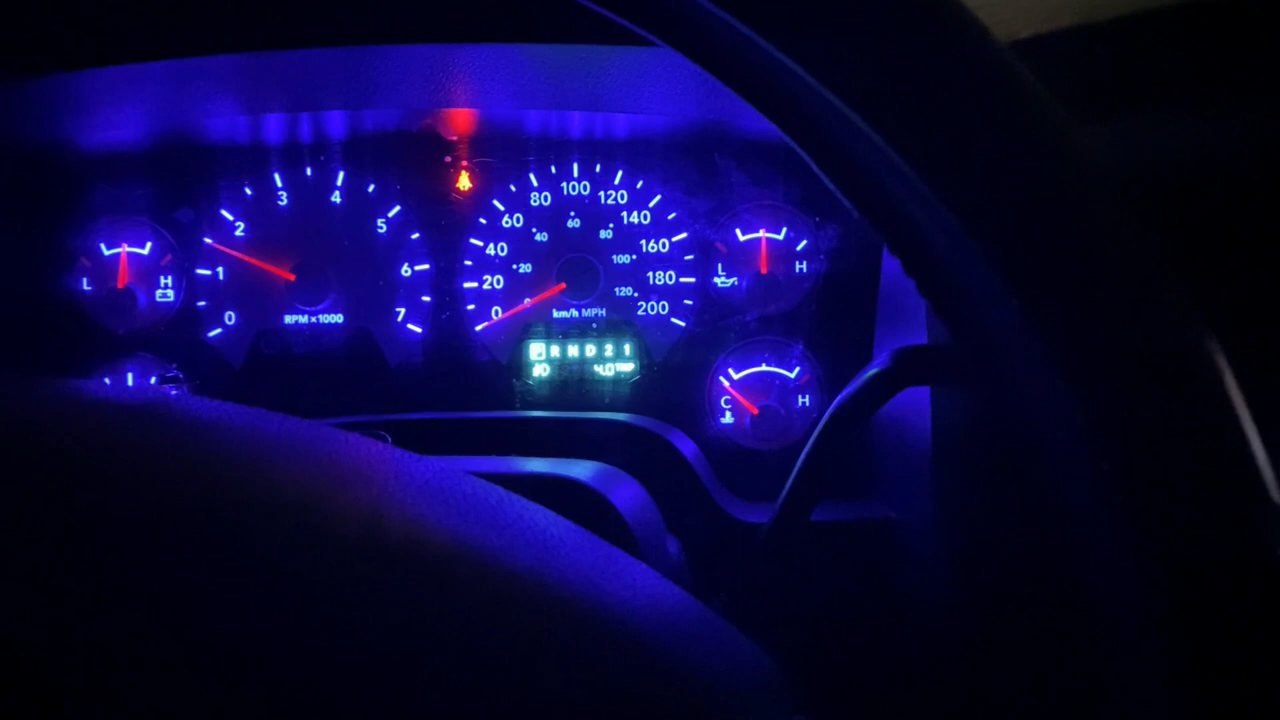 L H
0 1 2 3 4 5 6 7
RPM×1000
0 20 40 60 80 100 120 140 160 180 200
20 40 60 80 100 120
km/h MPH
P R N D 2 1
4.0 TRIP
L H
C H